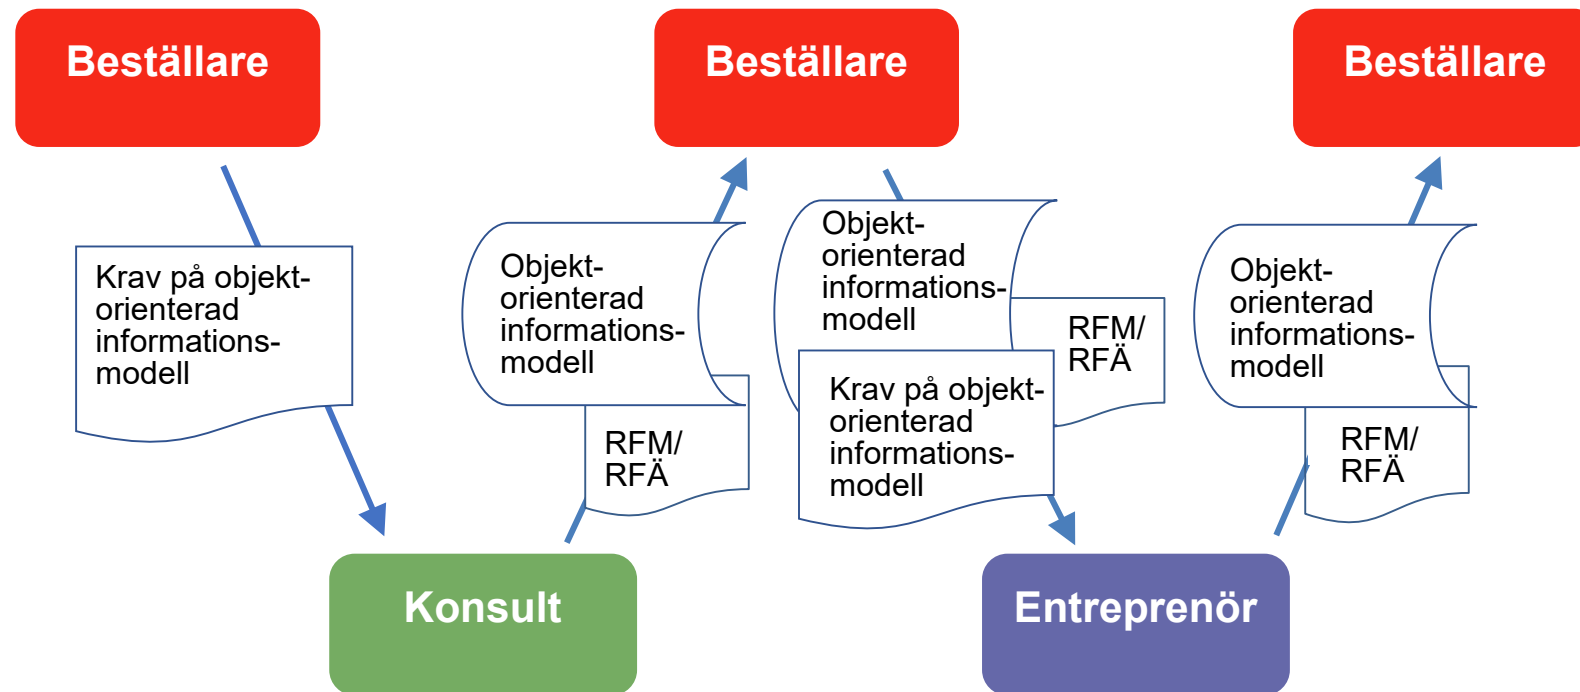 Beställare
Beställare
Beställare
Krav på objekt-
orienterad
informations-
modell
Objekt-
orienterad
informations-
modell
RFM/
RFÄ
Objekt-
orienterad
informations-
modell
RFM/
RFÄ
Krav på objekt-
orienterad
informations-
modell
Objekt-
orienterad
informations-
modell
RFM/
RFÄ
Konsult
Entreprenör